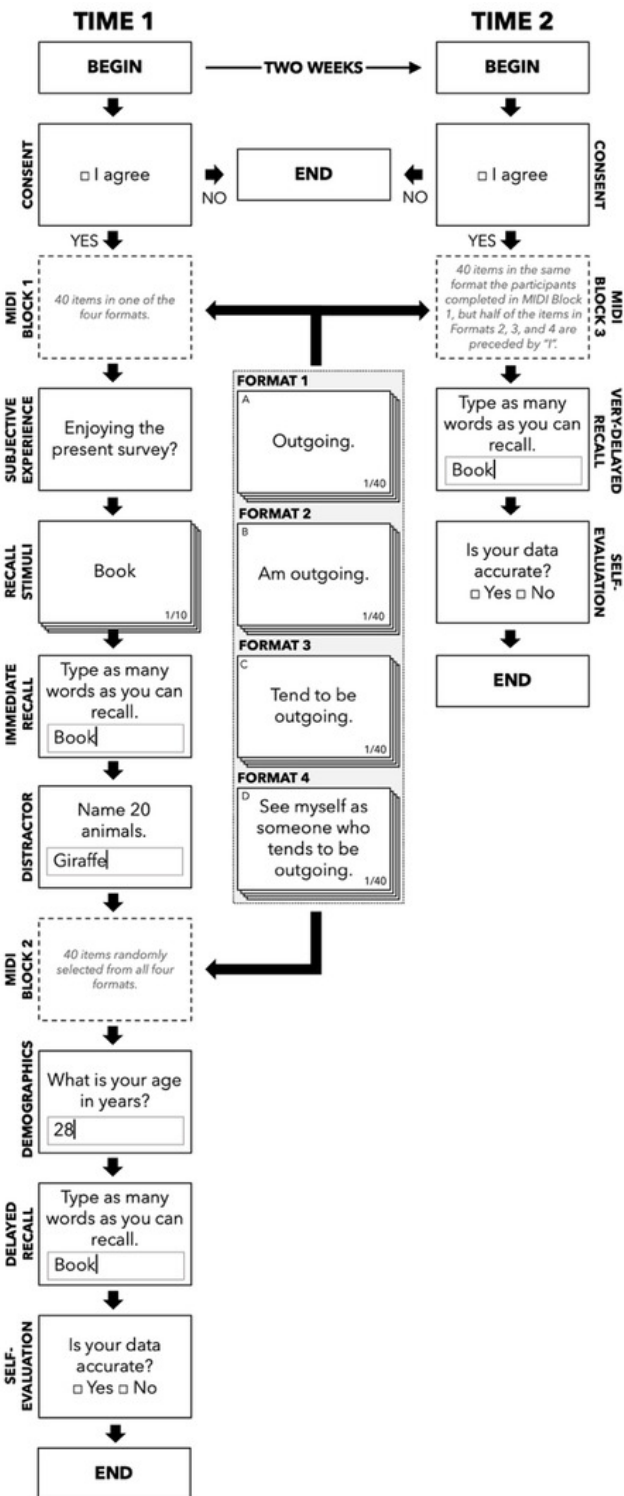 TIME 1
BEGIN
TWO WEEKS
TIME 2
BEGIN
CONSENT
□ I agree
NO
YES
END
NO
□ I agree
CONSENT
YES
MIDI
BLOCK 1
40 items in one of the
four formats.
SUBJECTIVE
EXPERIENCE
Enjoying the
present survey?
RECALL
STIMULI
Book
1/10
IMMEDIATE
RECALL
Type as many
words as you can
recall.
Book
DISTRACTOR
Name 20
animals.
Giraffe
MIDI
BLOCK 2
40 items randomly
selected from all four
formats.
DEMOGRAPHICS
What is your age
in years?
28
DELAYED
RECALL
Type as many
words as you can
recall.
Book
SELF-
EVALUATION
Is your data
accurate?
□ Yes □ No
END
FORMAT 1
A
Outgoing.
1/40
FORMAT 2
B
Am outgoing.
1/40
FORMAT 3
C
Tend to be
outgoing.
1/40
FORMAT 4
D
See myself as
someone who
tends to be
outgoing.
1/40
40 items in the same
format the participants
completed in MIDI Block
1, but half of the items in
Formats 2, 3, and 4 are
preceded by "I".
MIDI
BLOCK 3
Type as many
words as you can
recall.
Book
VERY-DELAYED
RECALL
Is your data
accurate?
□ Yes □ No
SELF-
EVALUATION
END